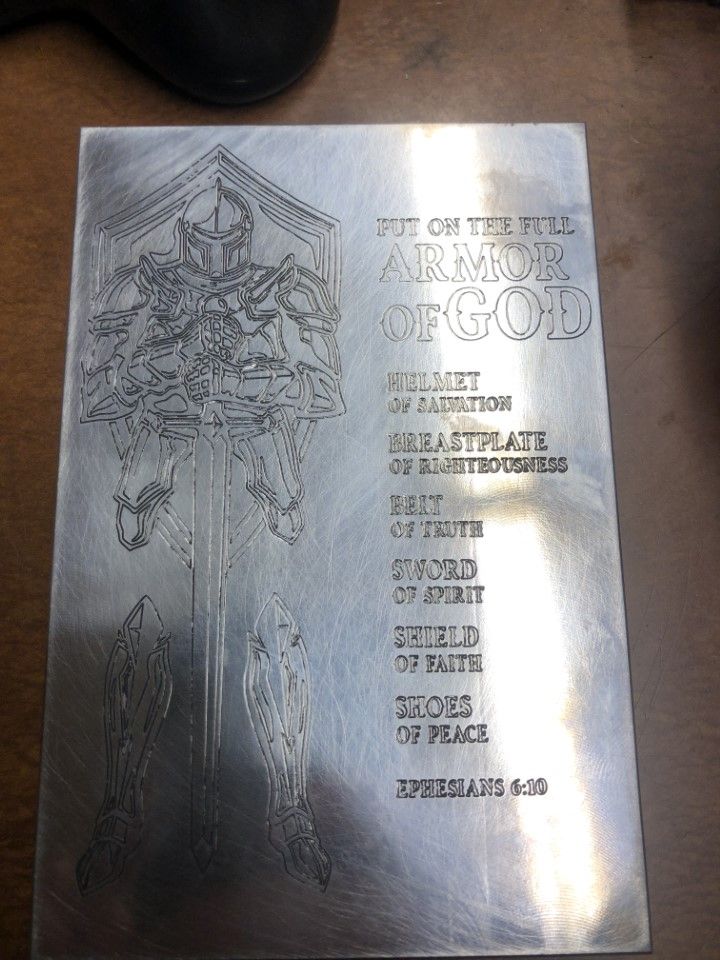 PUT ON THE FULL
ARMOR
OF GOD
HELMET
OF SALVATION
BREASTPLATE
OF RIGHTEOUSNESS
BELT
OF TRUTH
SWORD
OF SPIRIT
SHIELD
OF FAITH
SHOES
OF PEACE
EPHESIANS 6:10